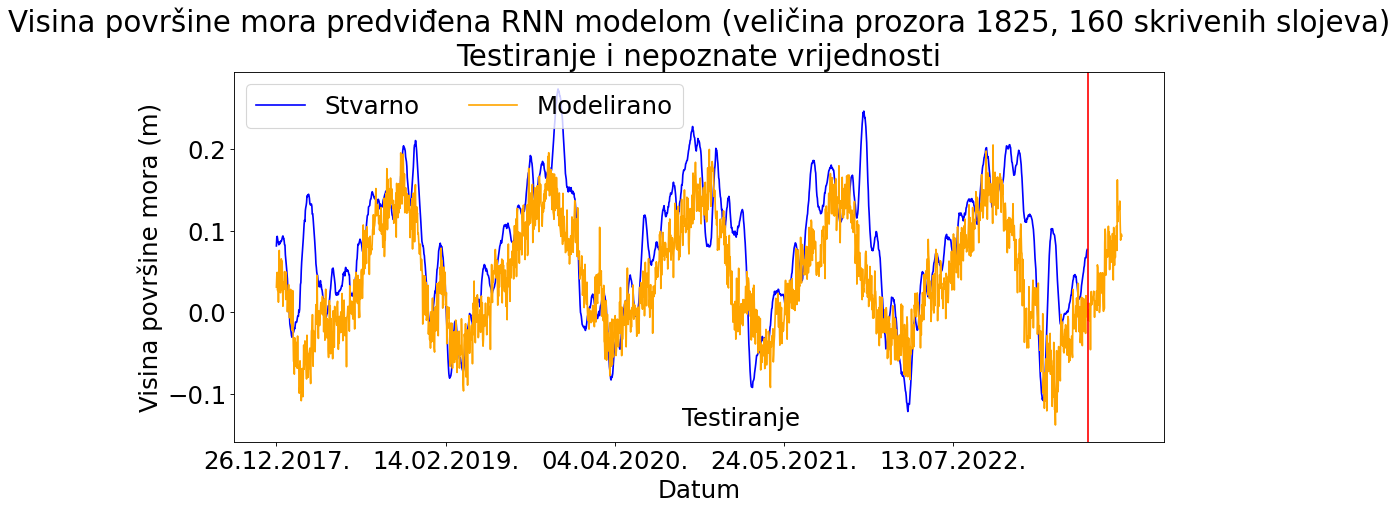 Visina površine mora predviđena RNN modelom (veličina prozora 1825, 160 skrivenih slojeva)
Testiranje i nepoznate vrijednosti
Stvarno
Modelirano
Visina površine mora (m)
0.2
0.1
0.0
−0.1
Testiranje
26.12.2017.
14.02.2019.
04.04.2020.
24.05.2021.
13.07.2022.
Datum